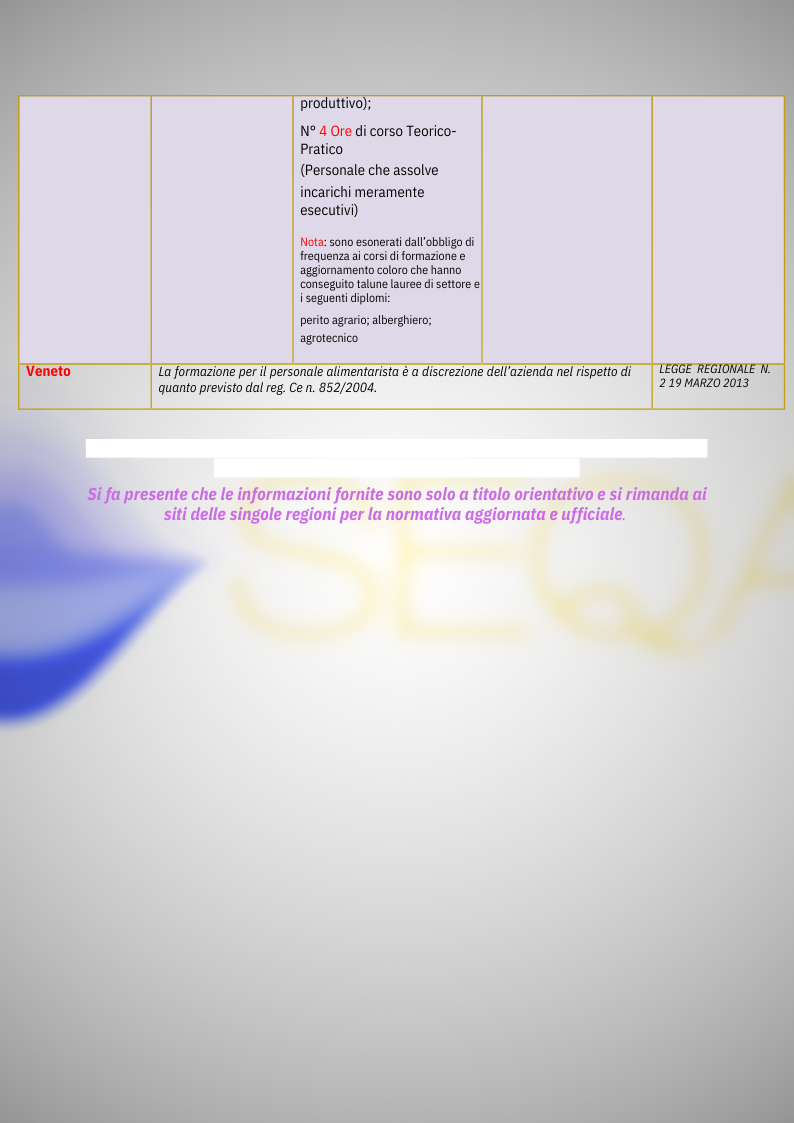 produttivo);
N° 4 Ore di corso Teorico-
Pratico
(Personale che assolve
incarichi meramente
esecutivi)
Nota: sono esonerati dall'obbligo di
frequenza ai corsi di formazione e
aggiornamento coloro che hanno
conseguito talune lauree di settore e
i seguenti diplomi:
perito agrario; alberghiero;
agrotecnico
Veneto
La formazione per il personale alimentarista è a discrezione dell'azienda nel rispetto di
quanto previsto dal reg. Ce n. 852/2004.
LEGGE REGIONALE N.
2 19 MARZO 2013
Si fa presente che le informazioni fornite sono solo a titolo orientativo e si rimanda ai
siti delle singole regioni per la normativa aggiornata e ufficiale.
SEQA